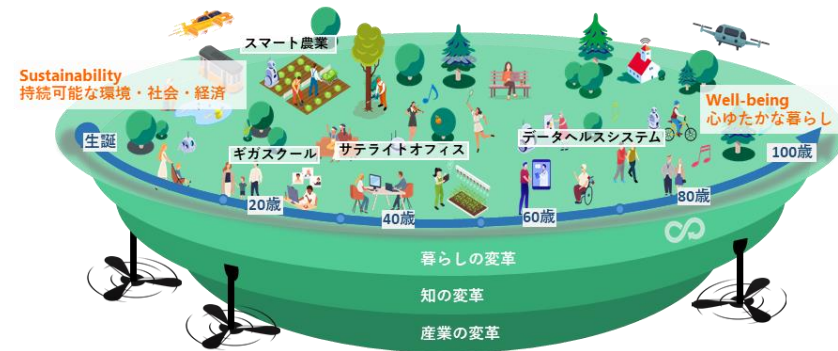 スマート農業
Sustainability
持続可能な環境・社会・経済
Well-being
心ゆたかな暮らし
生誕
ギガスクール
サテライトオフィス
データヘルスシステム
100歳
20歳
40歳
60歳
80歳
暮らしの変革
知の変革
産業の変革